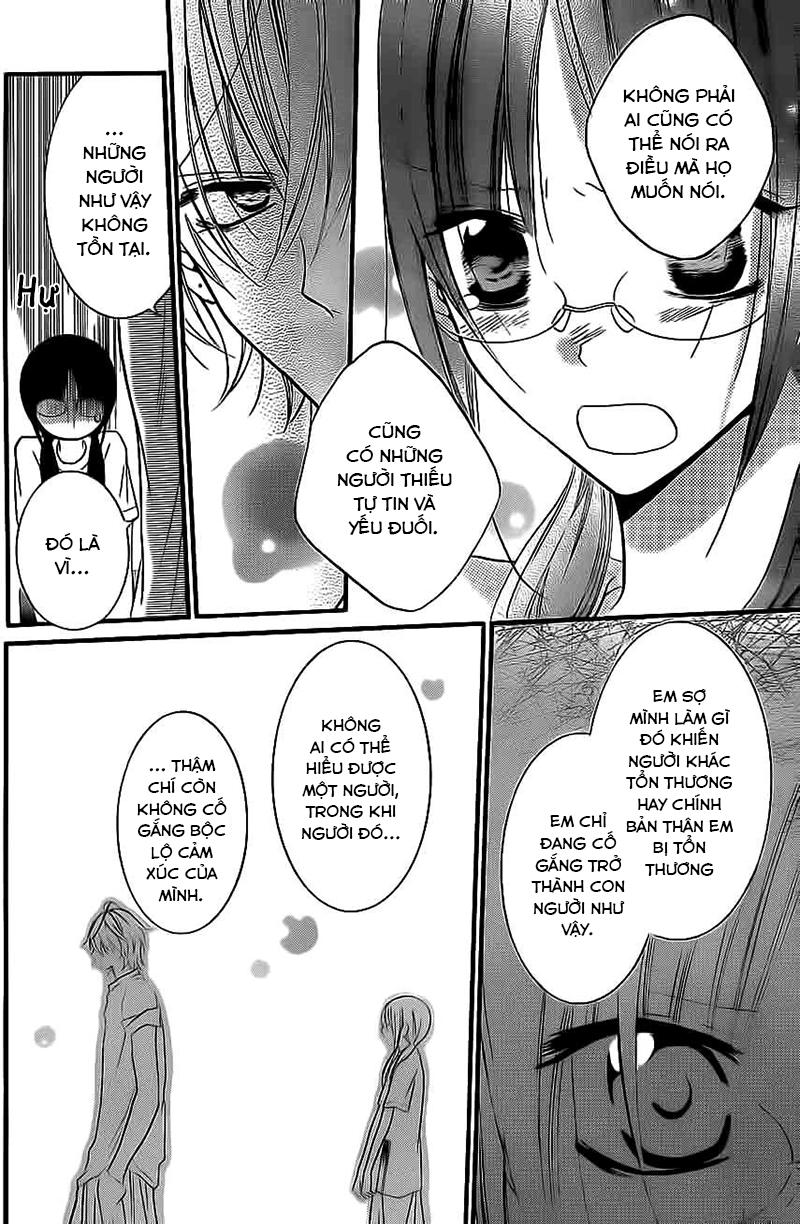 KHÔNG PHẢI
AI CŨNG CÓ
THỂ NÓI RA
ĐIỀU MÀ HỌ
MUỐN NÓI.
CŨNG
CÓ NHỮNG
NGƯỜI THIẾU
TỰ TIN VÀ
YẾU ĐUỐI.
...
NHỮNG
NGƯỜI
NHƯ VẬY
KHÔNG
TỒN TẠI.
Hự
ĐÓ LÀ
VÌ...
EM SỢ
MÌNH LÀM GÌ
ĐÓ KHIẾN
NGƯỜI KHÁC
TỔN THƯƠNG
HAY CHÍNH
BẢN THÂN EM
BỊ TỔN
THƯƠNG
EM CHỈ
ĐANG CỐ
GẮNG TRỞ
THÀNH CON
NGƯỜI NHƯ
VẬY.
KHÔNG
AI CÓ THỂ
HIỂU ĐƯỢC
MỘT NGƯỜI,
TRONG KHI
NGƯỜI ĐÓ...
... THẬM
CHÍ CÒN
KHÔNG CỐ
GẮNG BỘC
LỘ CẢM
XÚC CỦA
MÌNH.